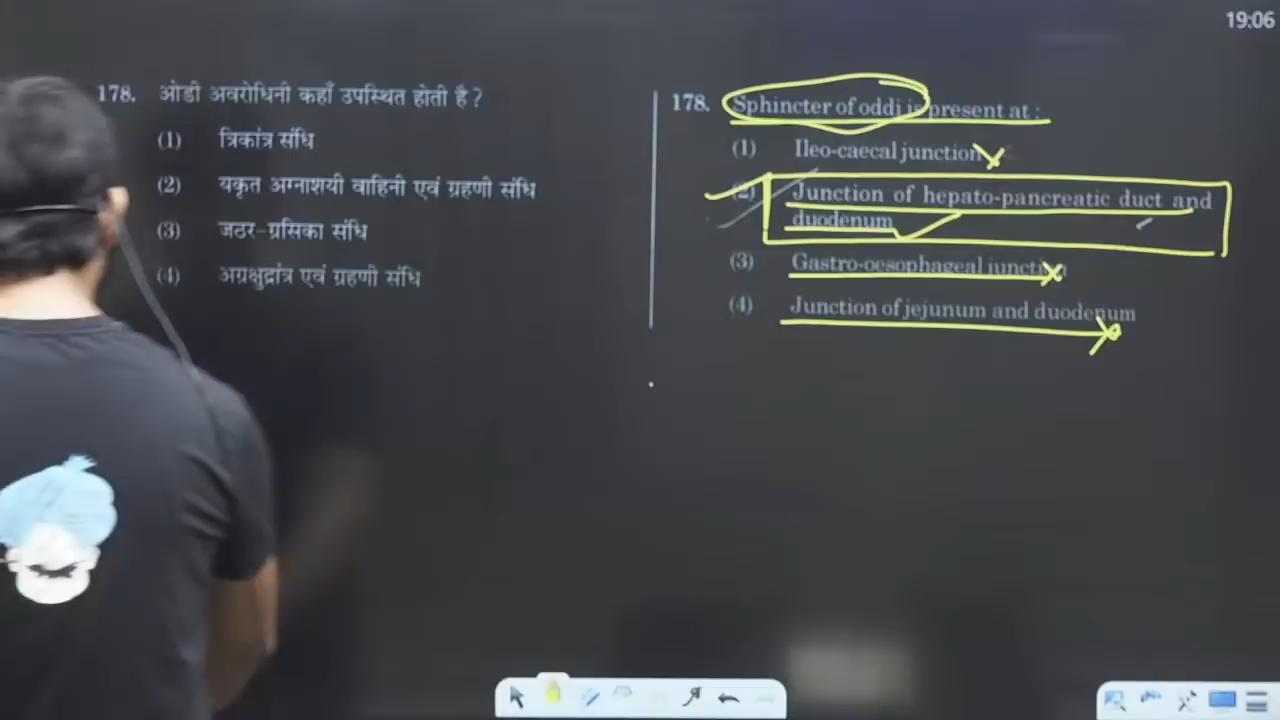 19:06
178. ओडी अवरोधिनी कहाँ उपस्थित होती है?
(1) त्रिकांत्र संधि
(2) यकृत अग्नाशयी वाहिनी एवं ग्रहणी संधि
(3) जठर-ग्रसिका संधि
(4) अग्रक्षुद्रांत्र एवं ग्रहणी संधि
178. Sphincter of oddi is present at :
(1) Ileo-caecal junction
(2) Junction of hepato-pancreatic duct and
duodenum
(3) Gastro-oesophageal junction
(4) Junction of jejunum and duodenum